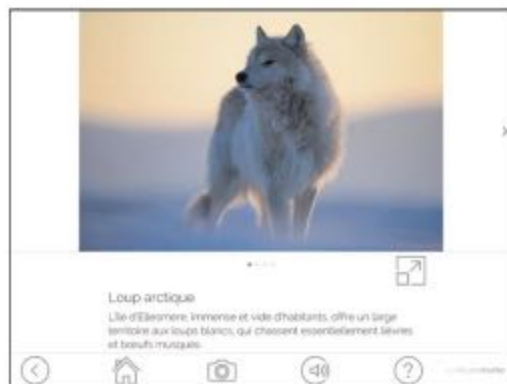 Loup arctique
L'île d'Ellesmere, immense et vide d'habitants, offre un large
territoire aux loups blancs, qui chassent essentiellement lièvres
et bœufs musqués.
?